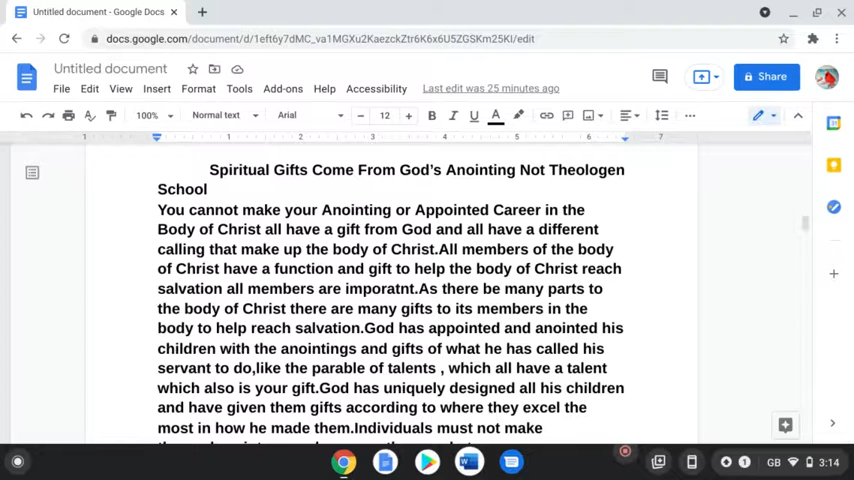 Untitled document - Google Docs
docs.google.com/document/d/1eft6y7dMC_va1MGXu2KaezckZtr6K6x6U5ZGSKm25KI/edit
Untitled document
File Edit View Insert Format Tools Add-ons Help Accessibility Last edit was 25 minutes ago
Share
100% Normal text Arial 12
1 1 2 3 4 5 6 7
Spiritual Gifts Come From God's Anointing Not Theologen
School
You cannot make your Anointing or Appointed Career in the
Body of Christ all have a gift from God and all have a different
calling that make up the body of Christ.All members of the body
of Christ have a function and gift to help the body of Christ reach
salvation all members are imporatnt.As there be many parts to
the body of Christ there are many gifts to its members in the
body to help reach salvation.God has appointed and anointed his
children with the anointings and gifts of what he has called his
servant to do,like the parable of talents , which all have a talent
which also is your gift.God has uniquely designed all his children
and have given them gifts according to where they excel the
most in how he made them.Individuals must not make
1 GB 3:14